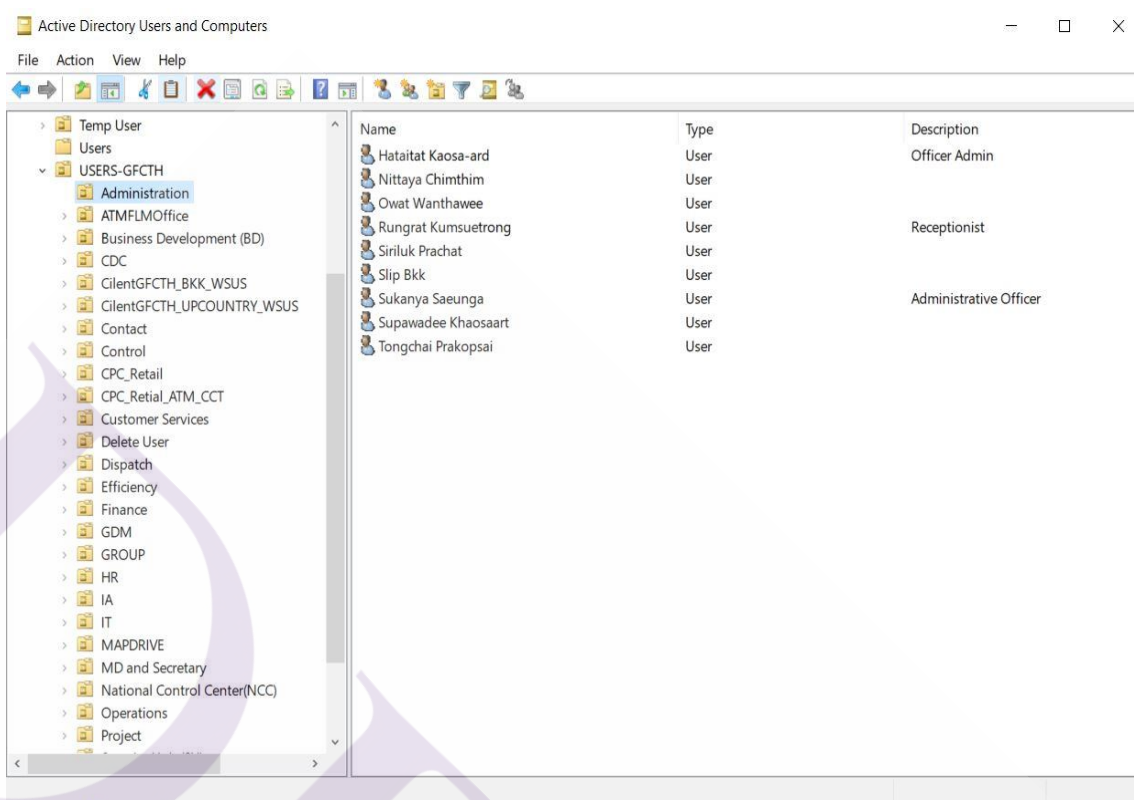 Active Directory Users and Computers
File Action View Help
Temp User
Users
USERS-GFCTH
Administration
ATMFLMOffice
Business Development (BD)
CDC
CilentGFCTH_BKK_WSUS
CilentGFCTH_UPCOUNTRY_WSUS
Contact
Control
CPC_Retail
CPC_Retial_ATM_CCT
Customer Services
Delete User
Dispatch
Efficiency
Finance
GDM
GROUP
HR
IA
IT
MAPDRIVE
MD and Secretary
National Control Center(NCC)
Operations
Project
Name Type Description
Hataitat Kaosa-ard User Officer Admin
Nittaya Chimthim User
Owat Wanthawee User
Rungrat Kumsuetrong User Receptionist
Siriluk Prachat User
Slip Bkk User
Sukanya Saeunga User Administrative Officer
Supawadee Khaosaart User
Tongchai Prakopsai User